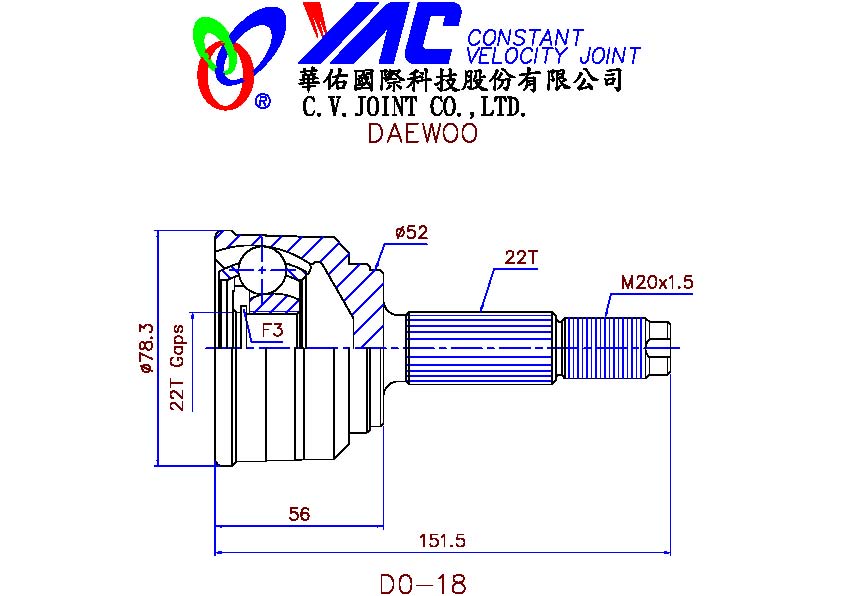 YAC CONSTANT
VELOCITY JOINT
®
華佑國際科技股份有限公司
C.V.JOINT CO.,LTD.
DAEWOO
ø52
22T
M20x1.5
F3
ø78.3
22T Gaps
56
151.5
DO-18